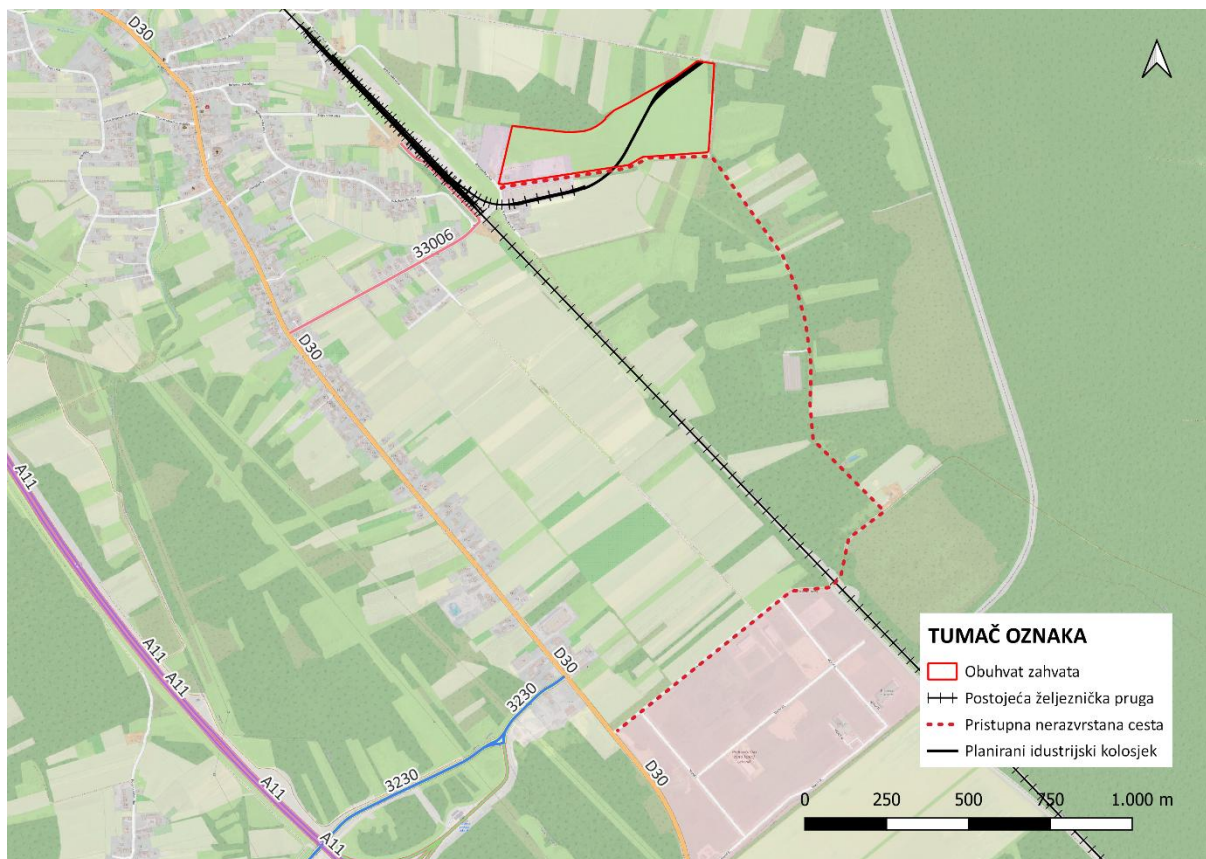 D30
33006
D30
A11
A11
A11
D30
3230
3230
D30
A11
TUMAČ OZNAKA
Obuhvat zahvata
Postojeća željeznička pruga
Pristupna nerazvrstana cesta
Planirani idustrijski kolosjek
0 250 500 750 1.000 m